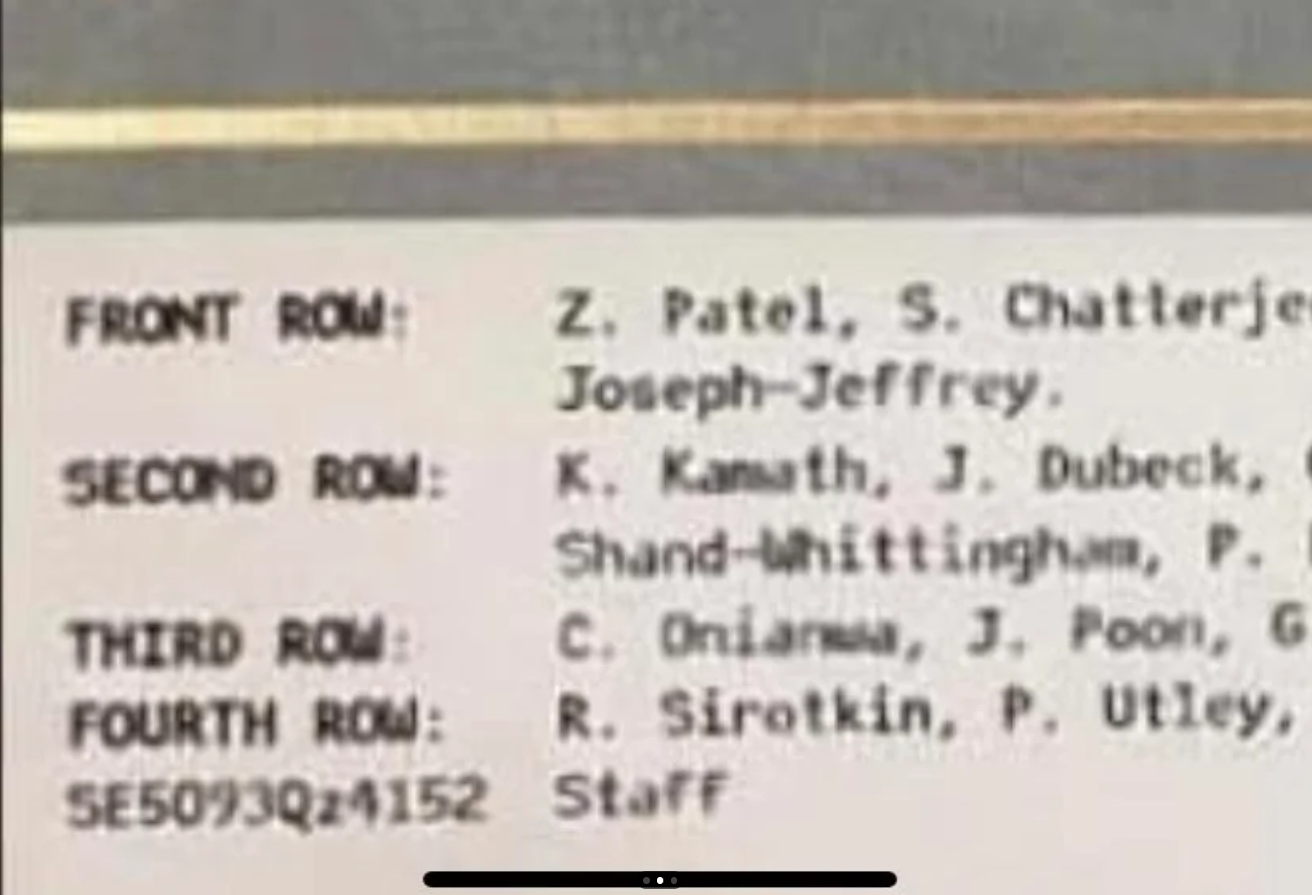 FRONT ROW: Z. Patel, S. Chatterje
Joseph-Jeffrey.
SECOND ROW: K. Kamath, J. Dubeck,
Shand-Whittingham, P.
THIRD ROW: C. Onianwa, J. Poon, G.
FOURTH ROW: R. Sirotkin, P. Utley,
SE5093Qz4152 Staff